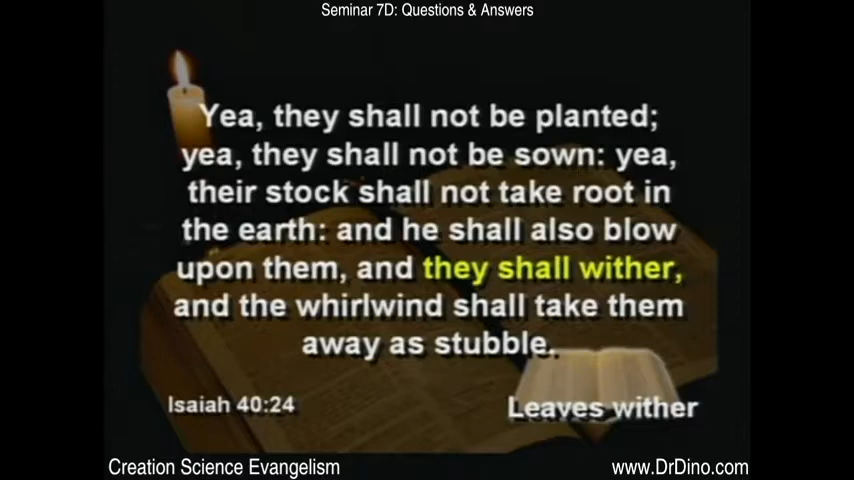 Seminar 7D: Questions & Answers
Yea, they shall not be planted;
yea, they shall not be sown: yea,
their stock shall not take root in
the earth: and he shall also blow
upon them, and they shall wither,
and the whirlwind shall take them
away as stubble.
Isaiah 40:24
Leaves wither
Creation Science Evangelism
www.DrDino.com